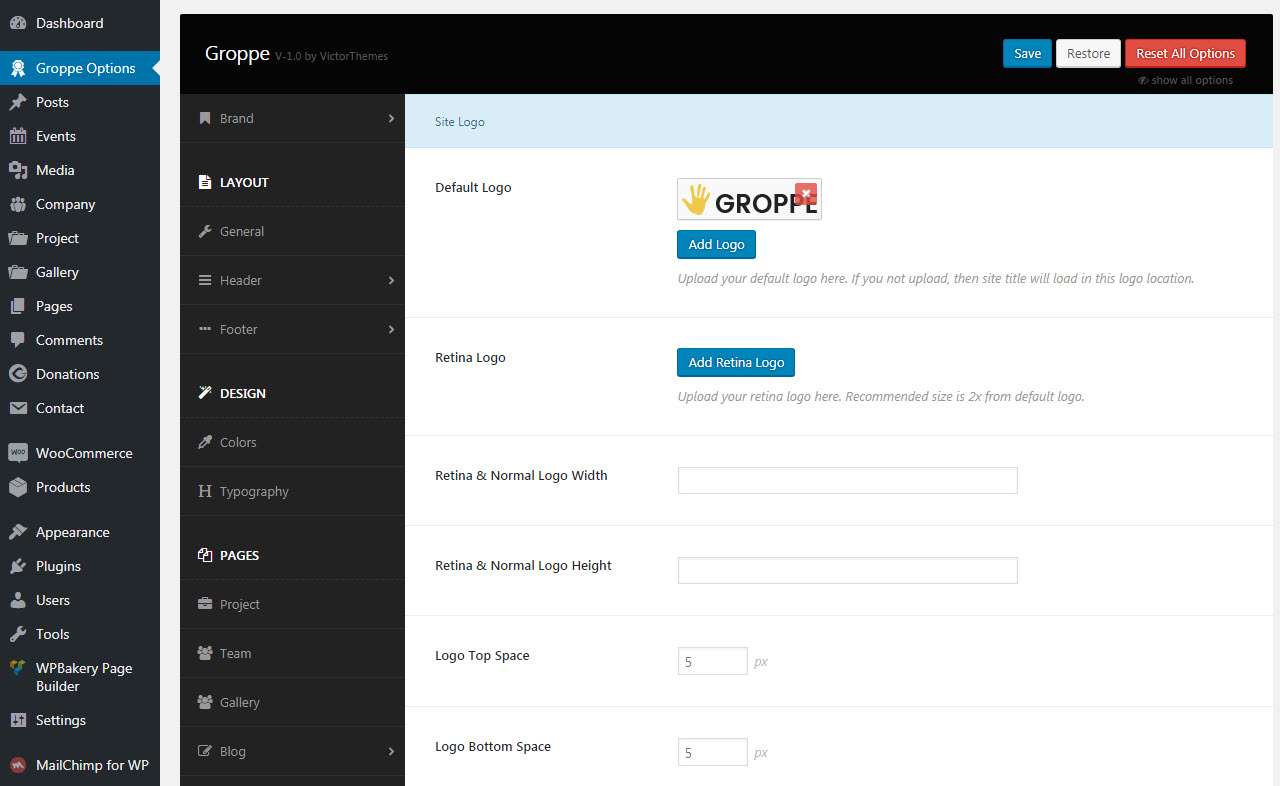 Dashboard
Groppe Options
Posts
Events
Media
Company
Project
Gallery
Pages
Comments
Donations
Contact
WOO
WooCommerce
Products
Appearance
Plugins
Users
Tools
WPBakery Page
Builder
Settings
MailChimp for WP
Groppe V-1.0 by VictorThemes
Save
Restore
Reset All Options
show all options
Brand
LAYOUT
General
Header
Footer
DESIGN
Colors
Typography
PAGES
Project
Team
Gallery
Blog
Site Logo
Default Logo
GROPPE
Add Logo
Upload your default logo here. If you not upload, then site title will load in this logo location.
Retina Logo
Add Retina Logo
Upload your retina logo here. Recommended size is 2x from default logo.
Retina & Normal Logo Width
Retina & Normal Logo Height
Logo Top Space
5 px
Logo Bottom Space
5 px